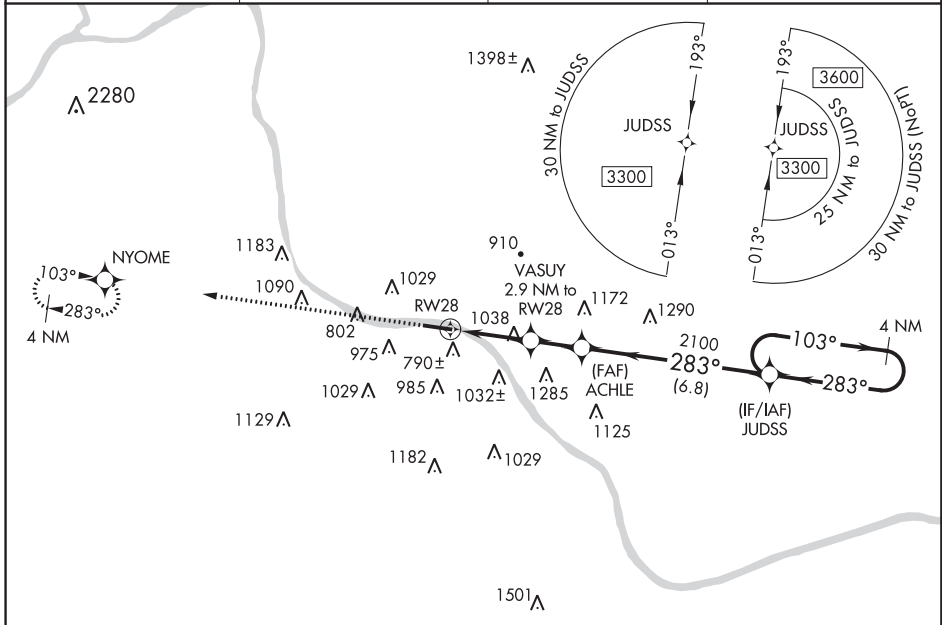 1398±
2280
30 NM to JUDSS
193°
JUDSS
3300
013°
193°
3600
JUDSS
3300
25 NM to JUDSS
30 NM to JUDSS (NoPT)
013°
1183
910
NYOME
103°
283°
4 NM
1090
1029
RW28
VASUY
2.9 NM to
RW28
1172
1290
802
1038
975
790±
2100
283°
(6.8)
103°
4 NM
283°
(FAF)
ACHLE
(IF/IAF)
JUDSS
1029
985
1032±
1285
1125
1129
1182
1029
1501